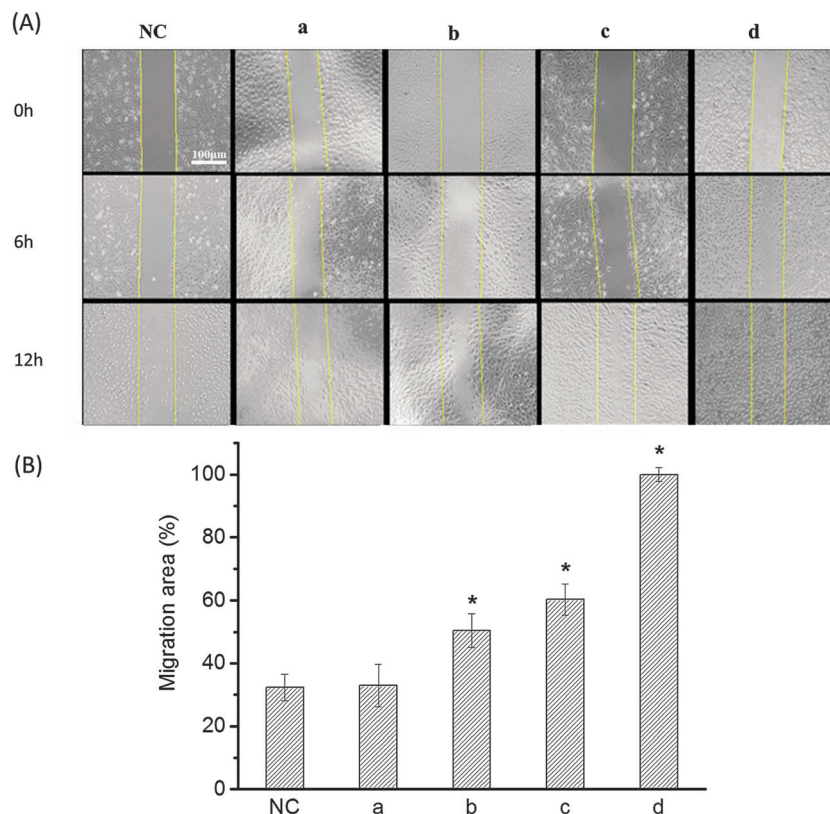 (A)
NC a b c d
0h
100μm
6h
12h
(B)
Migration area (%)
100
80
60
40
20
0
*
*
*
NC a b c d